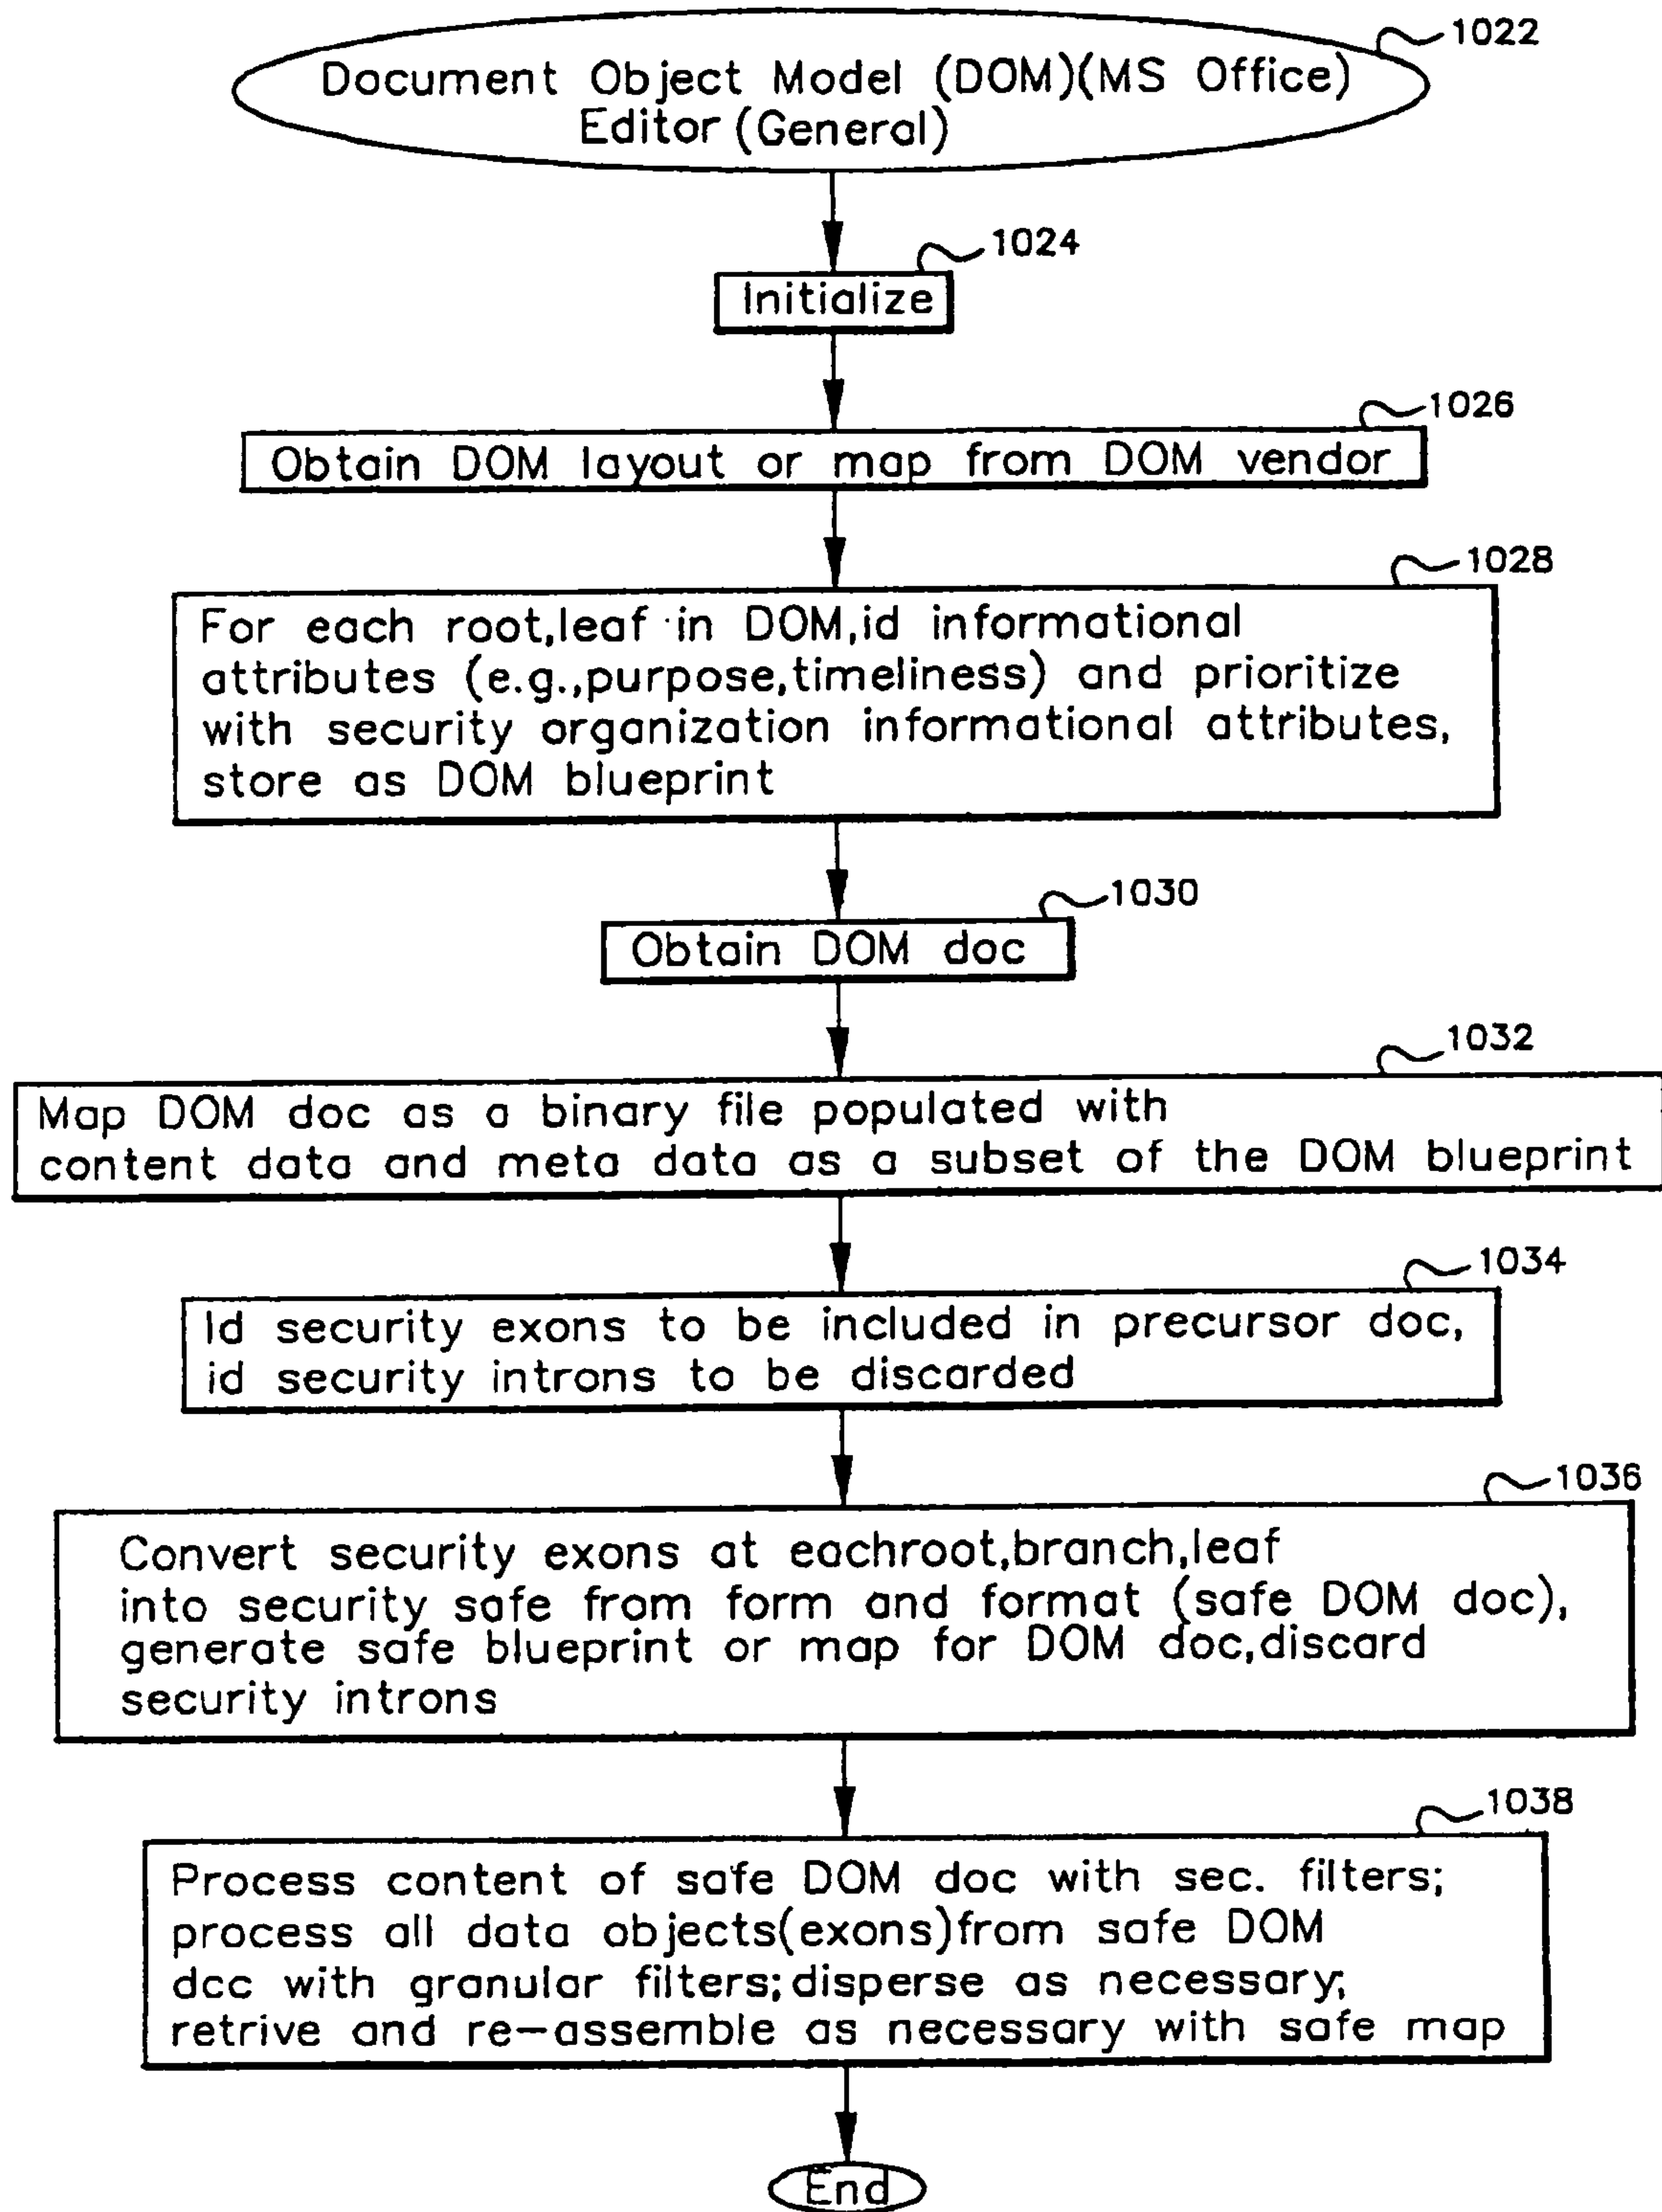 1022
Document Object Model (DOM)(MS Office)
Editor (General)
1024
Initialize
1026
Obtain DOM layout or map from DOM vendor
1028
For each root,leaf in DOM,id informational
attributes (e.g.,purpose,timeliness) and prioritize
with security organization informational attributes,
store as DOM blueprint
1030
Obtain DOM doc
1032
Map DOM doc as a binary file populated with
content data and meta data as a subset of the DOM blueprint
1034
Id security exons to be included in precursor doc,
id security introns to be discarded
1036
Convert security exons at eachroot,branch,leaf
into security safe from form and format (safe DOM doc),
generate safe blueprint or map for DOM doc,discard
security introns
1038
Process content of safe DOM doc with sec. filters;
process all data objects(exons)from safe DOM
dcc with granular filters;disperse as necessary;
retrive and re-assemble as necessary with safe map
End